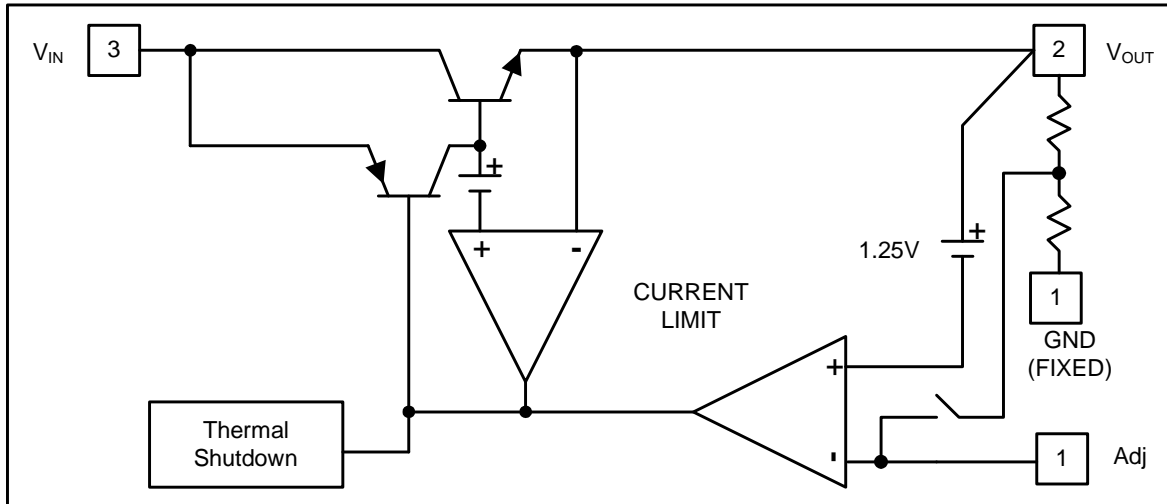 V_IN 3
2 V_OUT
+
+ -
1.25V +
CURRENT
LIMIT
1
GND
(FIXED)
+
Thermal
Shutdown
-
1 Adj